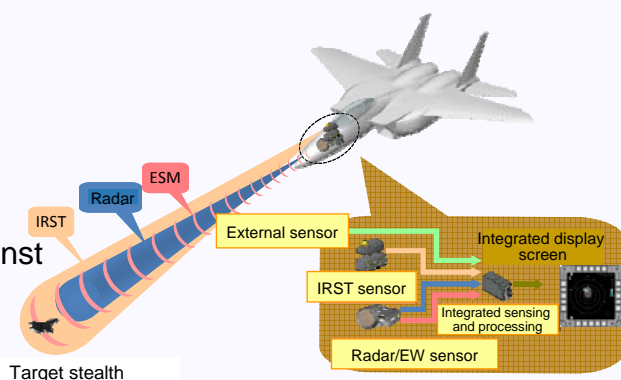 ESM
Radar
IRST
nst
Target stealth
External sensor
IRST sensor
Radar/EW sensor
Integrated sensing
and processing
Integrated display
screen